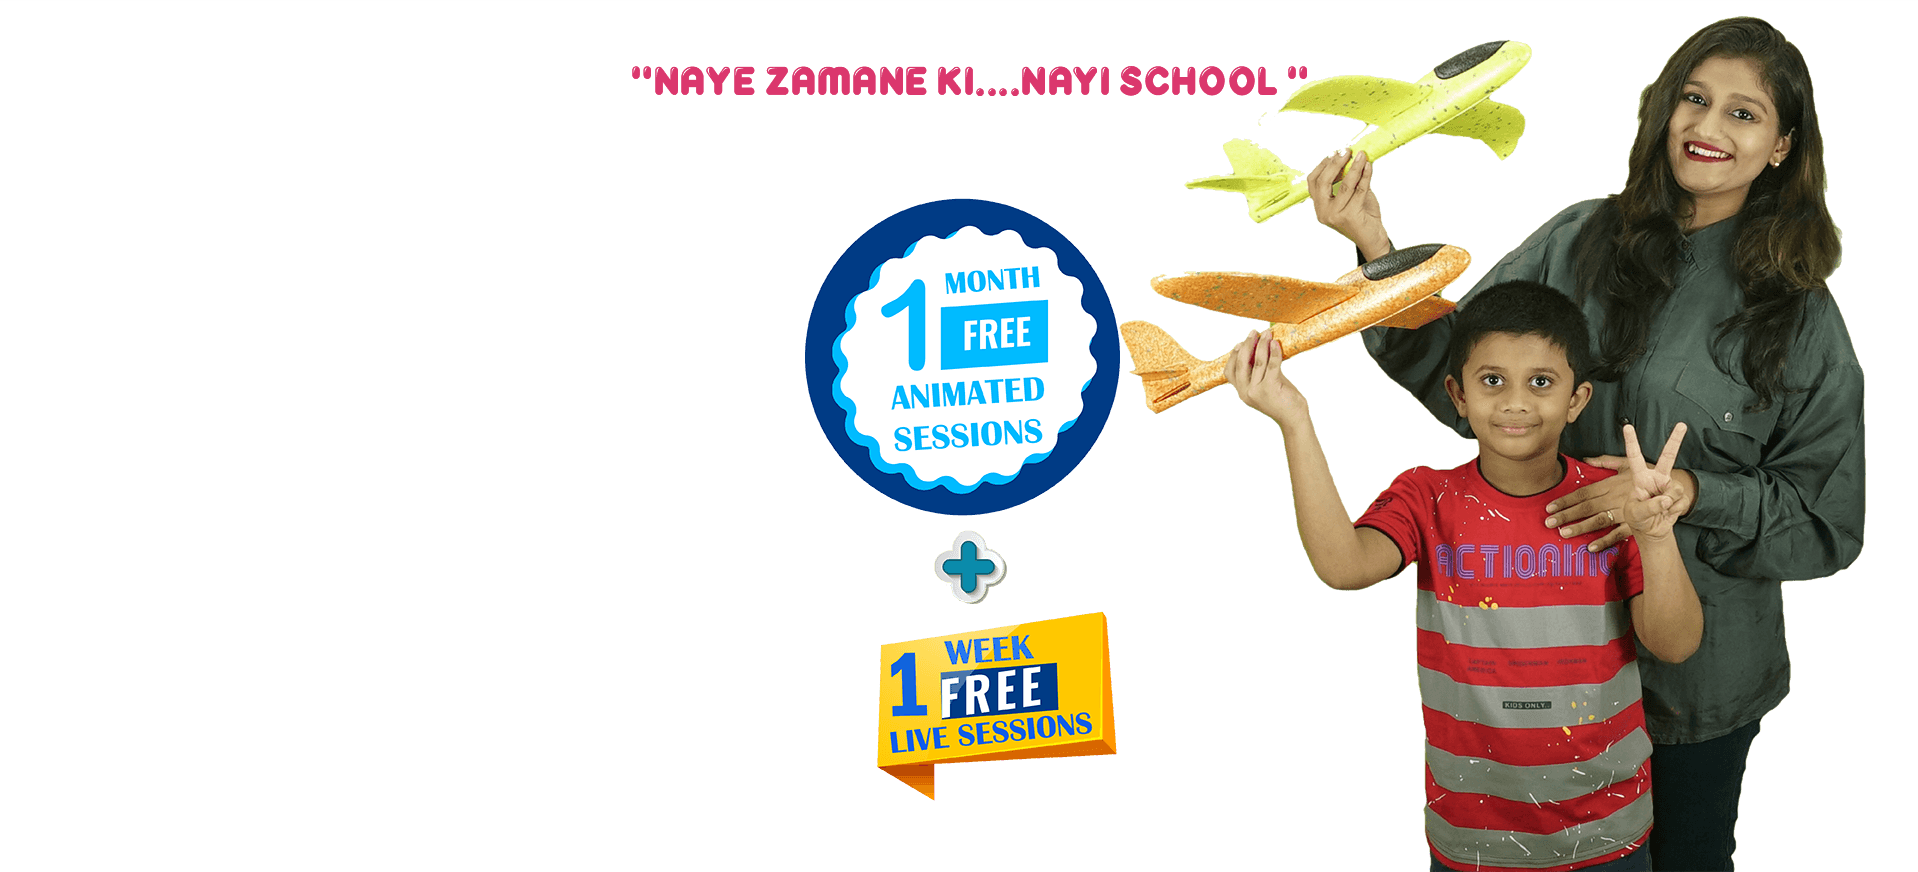 "NAYE ZAMANE KI....NAYI SCHOOL "
1 MONTH
FREE
ANIMATED
SESSIONS
1 WEEK
FREE
LIVE SESSIONS
ACTIONING
KIDS ONLY..